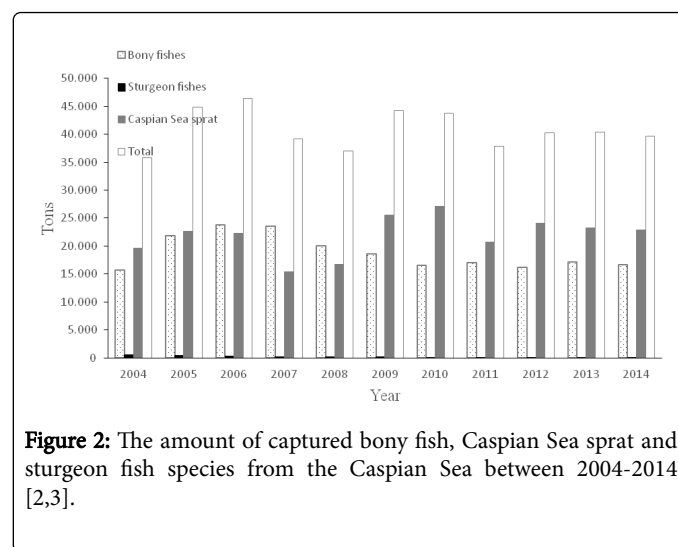 Bony fishes
50.000
Sturgeon fishes
45.000
40.000
Caspian Sea sprat
35.000
Total
30.000
25.000
20.000
15.000
10.000
5.000
0
Tons
2004 2005 2006 2007 2008 2009 2010 2011 2012 2013 2014
Year
Figure 2: The amount of captured bony fish, Caspian Sea sprat and
sturgeon fish species from the Caspian Sea between 2004-2014
[2,3].